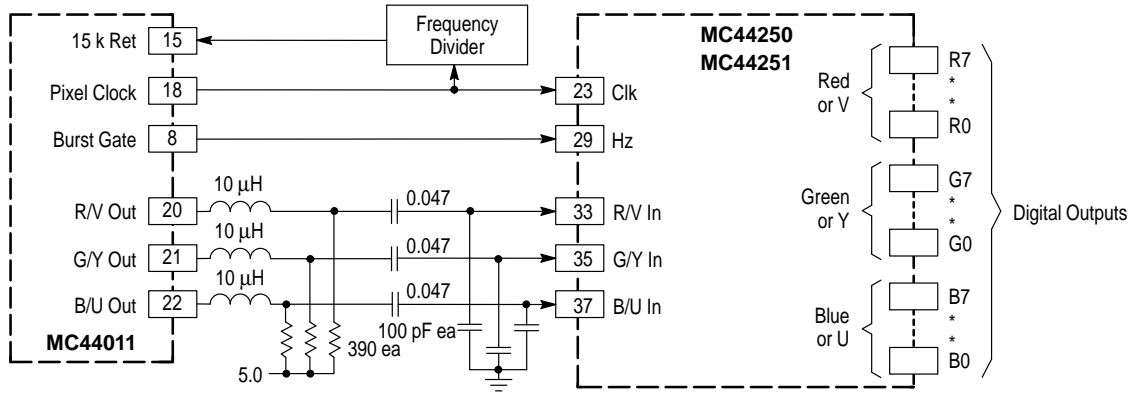 15 k Ret
15
Frequency
Divider
MC44250
MC44251
Pixel Clock
18
23
Clk
Burst Gate
8
29
Hz
10 μH
0.047
R/V Out
20
33
R/V In
10 μH
0.047
G/Y Out
21
35
G/Y In
10 μH
0.047
B/U Out
22
37
B/U In
MC44011
100 pF ea
390 ea
5.0
Red
or V
R7
*
*
R0
Green
or Y
G7
*
*
G0
Blue
or U
B7
*
*
B0
Digital Outputs